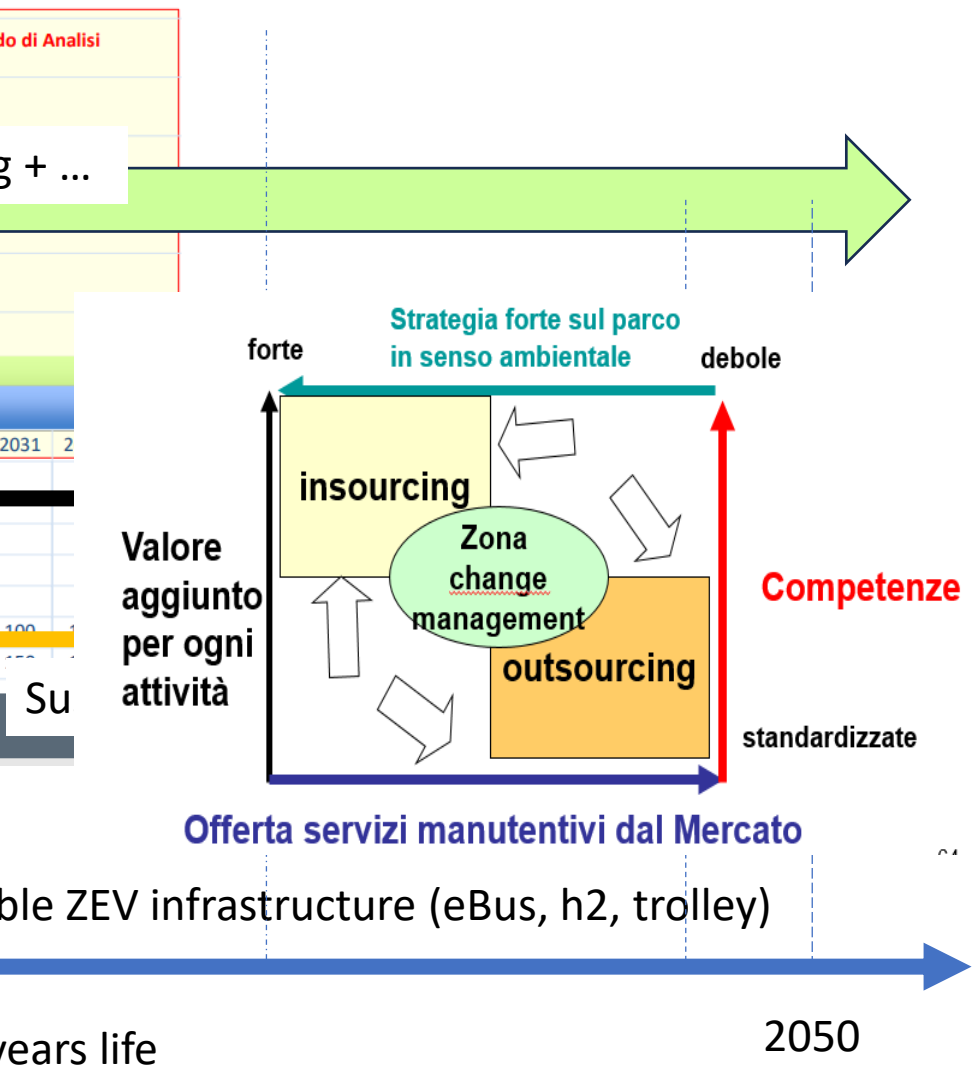 do di Analisi
g + ...
Strategia forte sul parco
in senso ambientale
forte
debole
2031 2
insourcing
Zona
change
management
Valore
aggiunto
per ogni
attività
Competenze
100
outsourcing
Su
standardizzate
Offerta servizi manutentivi dal Mercato
ble ZEV infrastructure (eBus, h2, trolley)
years life
2050